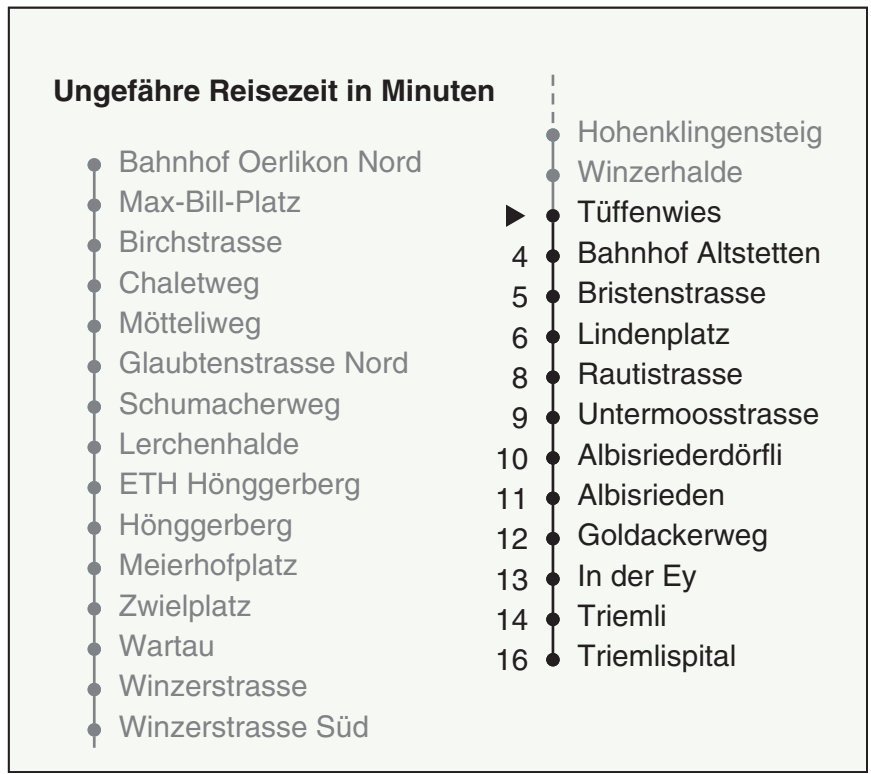 Ungefähre Reisezeit in Minuten
Bahnhof Oerlikon Nord
Max-Bill-Platz
Birchstrasse
Chaletweg
Mötteliweg
Glaubtenstrasse Nord
Schumacherweg
Lerchenhalde
ETH Hönggerberg
Hönggerberg
Meierhofplatz
Zwielplatz
Wartau
Winzerstrasse
Winzerstrasse Süd
Hohenklingensteig
Winzerhalde
Tüffenwies
4 Bahnhof Altstetten
5 Bristenstrasse
6 Lindenplatz
8 Rautistrasse
9 Untermoosstrasse
10 Albisriederdörfli
11 Albisrieden
12 Goldackerweg
13 In der Ey
14 Triemli
16 Triemlispital